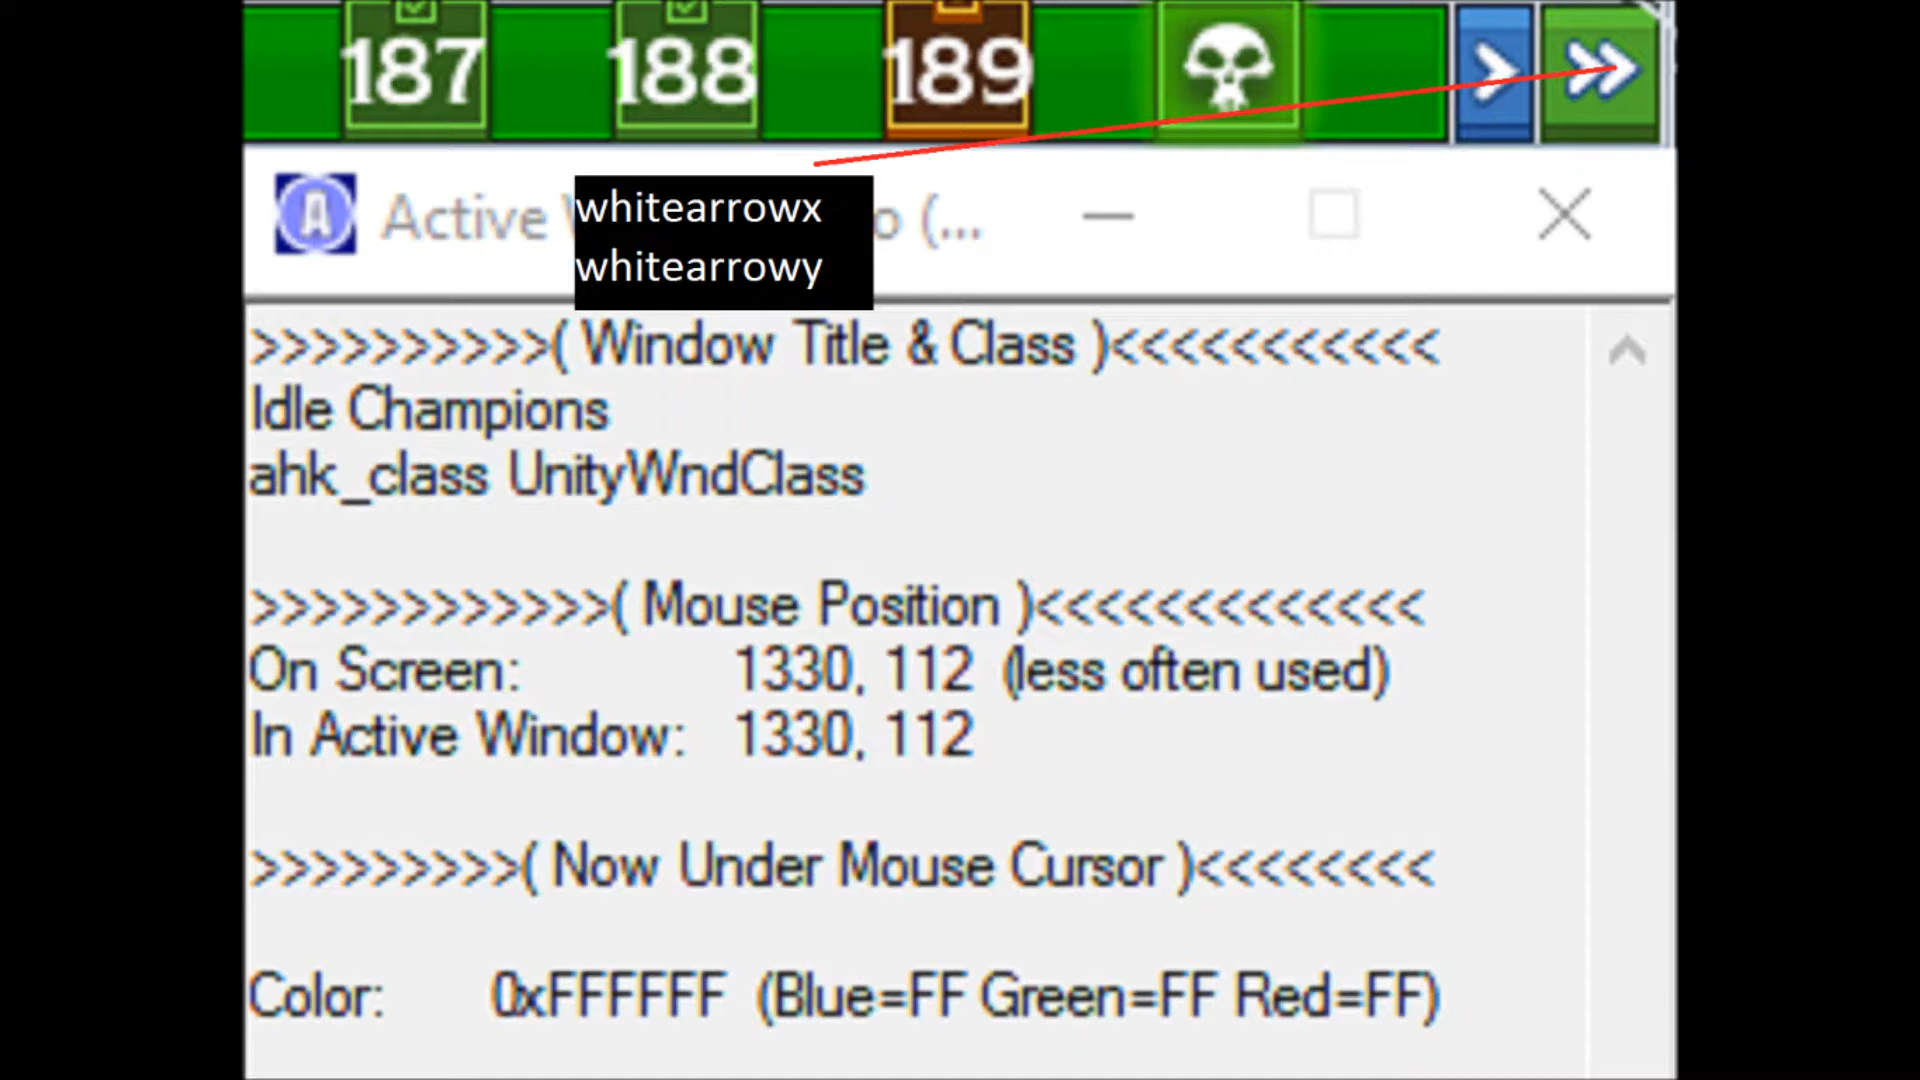 187 188 189
Active o (...
whitearrowx
whitearrowy
>>>>>>>>>>( Window Title & Class )<<<<<<<<<<<
Idle Champions
ahk_class UnityWndClass
>>>>>>>>>>>>( Mouse Position )<<<<<<<<<<<<<
On Screen: 1330, 112 (less often used)
In Active Window: 1330, 112
>>>>>>>>>( Now Under Mouse Cursor )<<<<<<<<
Color: 0xFFFFFF (Blue=FF Green=FF Red=FF)